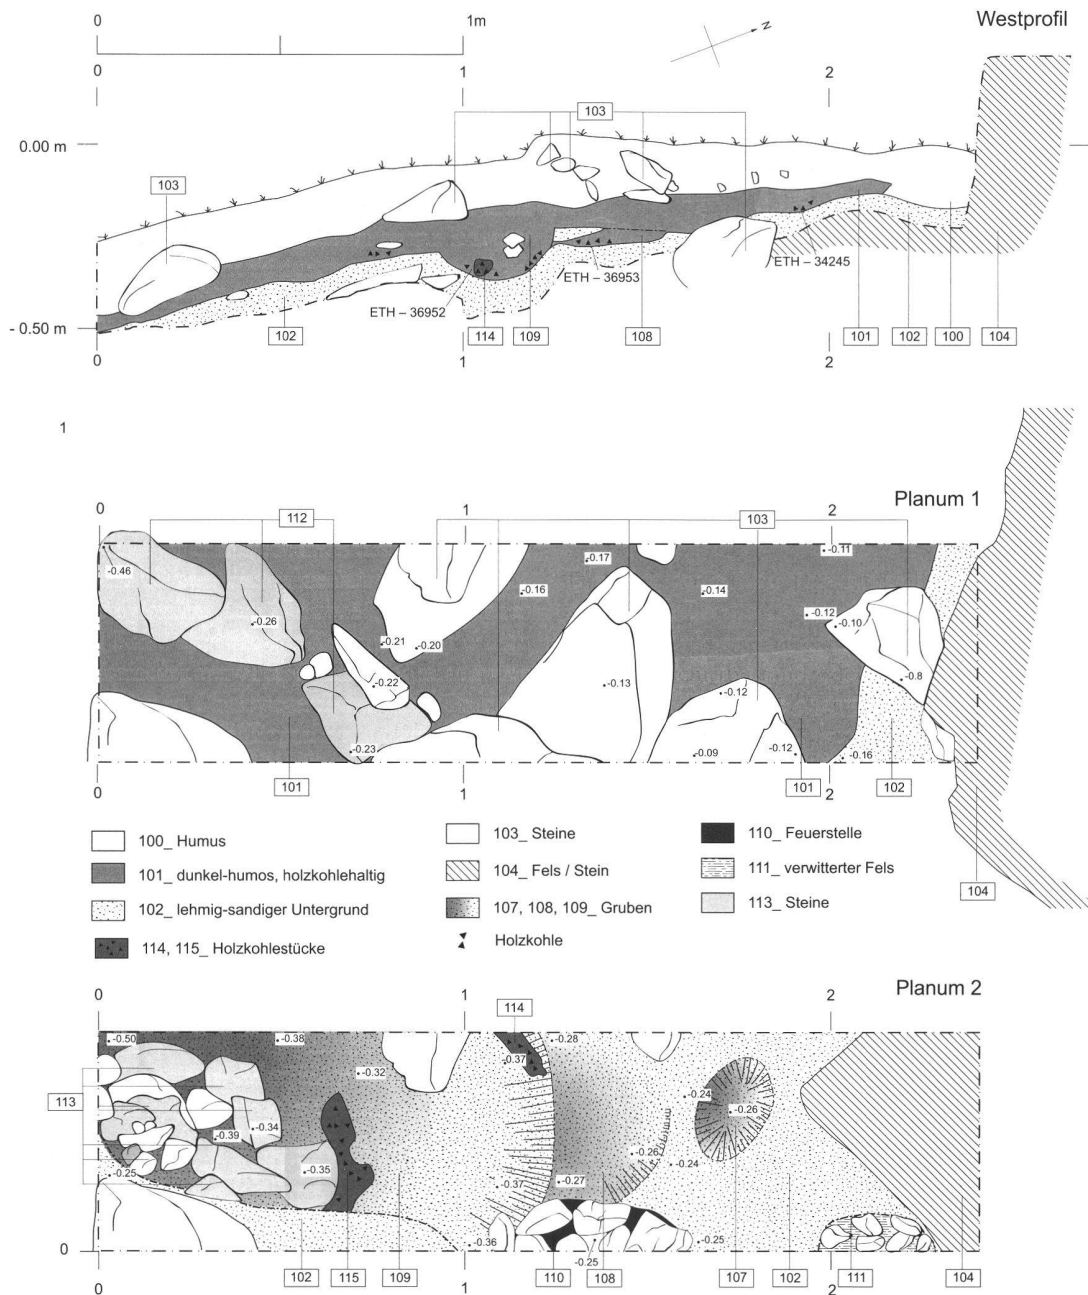 0 1m Westprofil
N
0 1 2
0.00 m
103
103
ETH – 34245
ETH – 36953
ETH – 36952
- 0.50 m
102 114 109 108 101 102 100 104
0 1 2
1
Planum 1
0 1 2
112 103
-0.46
-0.26
-0.21
-0.20
-0.22
-0.23
-0.16
-0.17
-0.13
-0.14
-0.11
-0.12
-0.10
-0.8
-0.12
-0.09
-0.12
-0.16
101 101 102
0 1 2
104
100_ Humus
101_ dunkel-humos, holzkohlehaltig
102_ lehmig-sandiger Untergrund
114, 115_ Holzkohlestücke
103_ Steine
104_ Fels / Stein
107, 108, 109_ Gruben
Holzkohle
110_ Feuerstelle
111_ verwitterter Fels
113_ Steine
Planum 2
0 1 2
114
-0.50
-0.38
-0.32
0.37
-0.28
-0.24
-0.26
113
-0.39
-0.34
-0.35
-0.25
-0.37
-0.27
-0.26
-0.24
-0.36
-0.25
-0.25
0
102 115 109 110 108 107 102 111 104
0 1 2